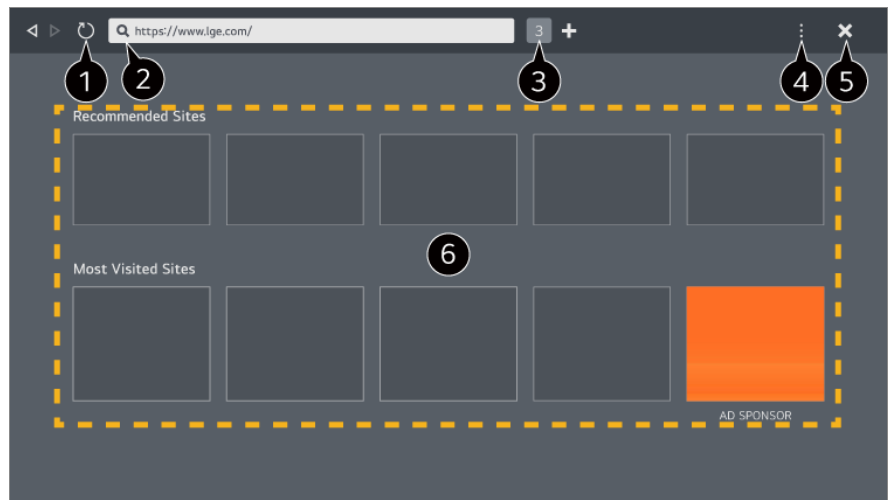 https://www.lge.com/ 3
1 2 3 4 5
Recommended Sites
6
Most Visited Sites
AD SPONSOR